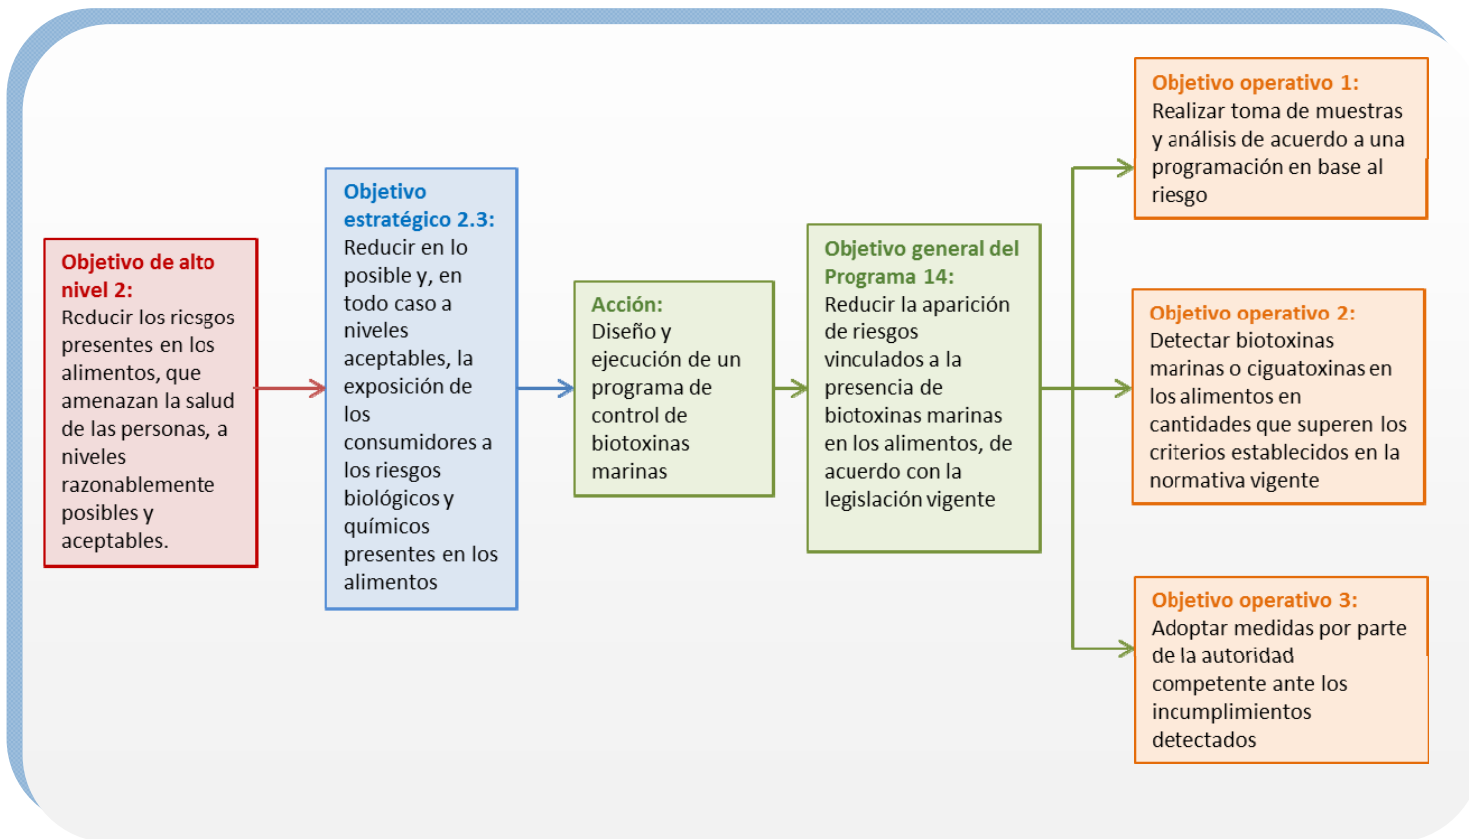 Objetivo de alto
nivel 2:
Reducir los riesgos
presentes en los
alimentos, que
amenazan la salud
de las personas, a
niveles
razonablemente
posibles y
aceptables.
Objetivo
estratégico 2.3:
Reducir en lo
posible y, en
todo caso a
niveles
aceptables, la
exposición de
los
consumidores a
los riesgos
biológicos y
químicos
presentes en los
alimentos
Acción:
Diseño y
ejecución de un
programa de
control de
biotoxinas
marinas
Objetivo general del
Programa 14:
Reducir la aparición
de riesgos
vinculados a la
presencia de
biotoxinas marinas
en los alimentos, de
acuerdo con la
legislación vigente
Objetivo operativo 1:
Realizar toma de muestras
y análisis de acuerdo a una
programación en base al
riesgo
Objetivo operativo 2:
Detectar biotoxinas
marinas o ciguatoxinas en
los alimentos en
cantidades que superen los
criterios establecidos en la
normativa vigente
Objetivo operativo 3:
Adoptar medidas por parte
de la autoridad
competente ante los
incumplimientos
detectados